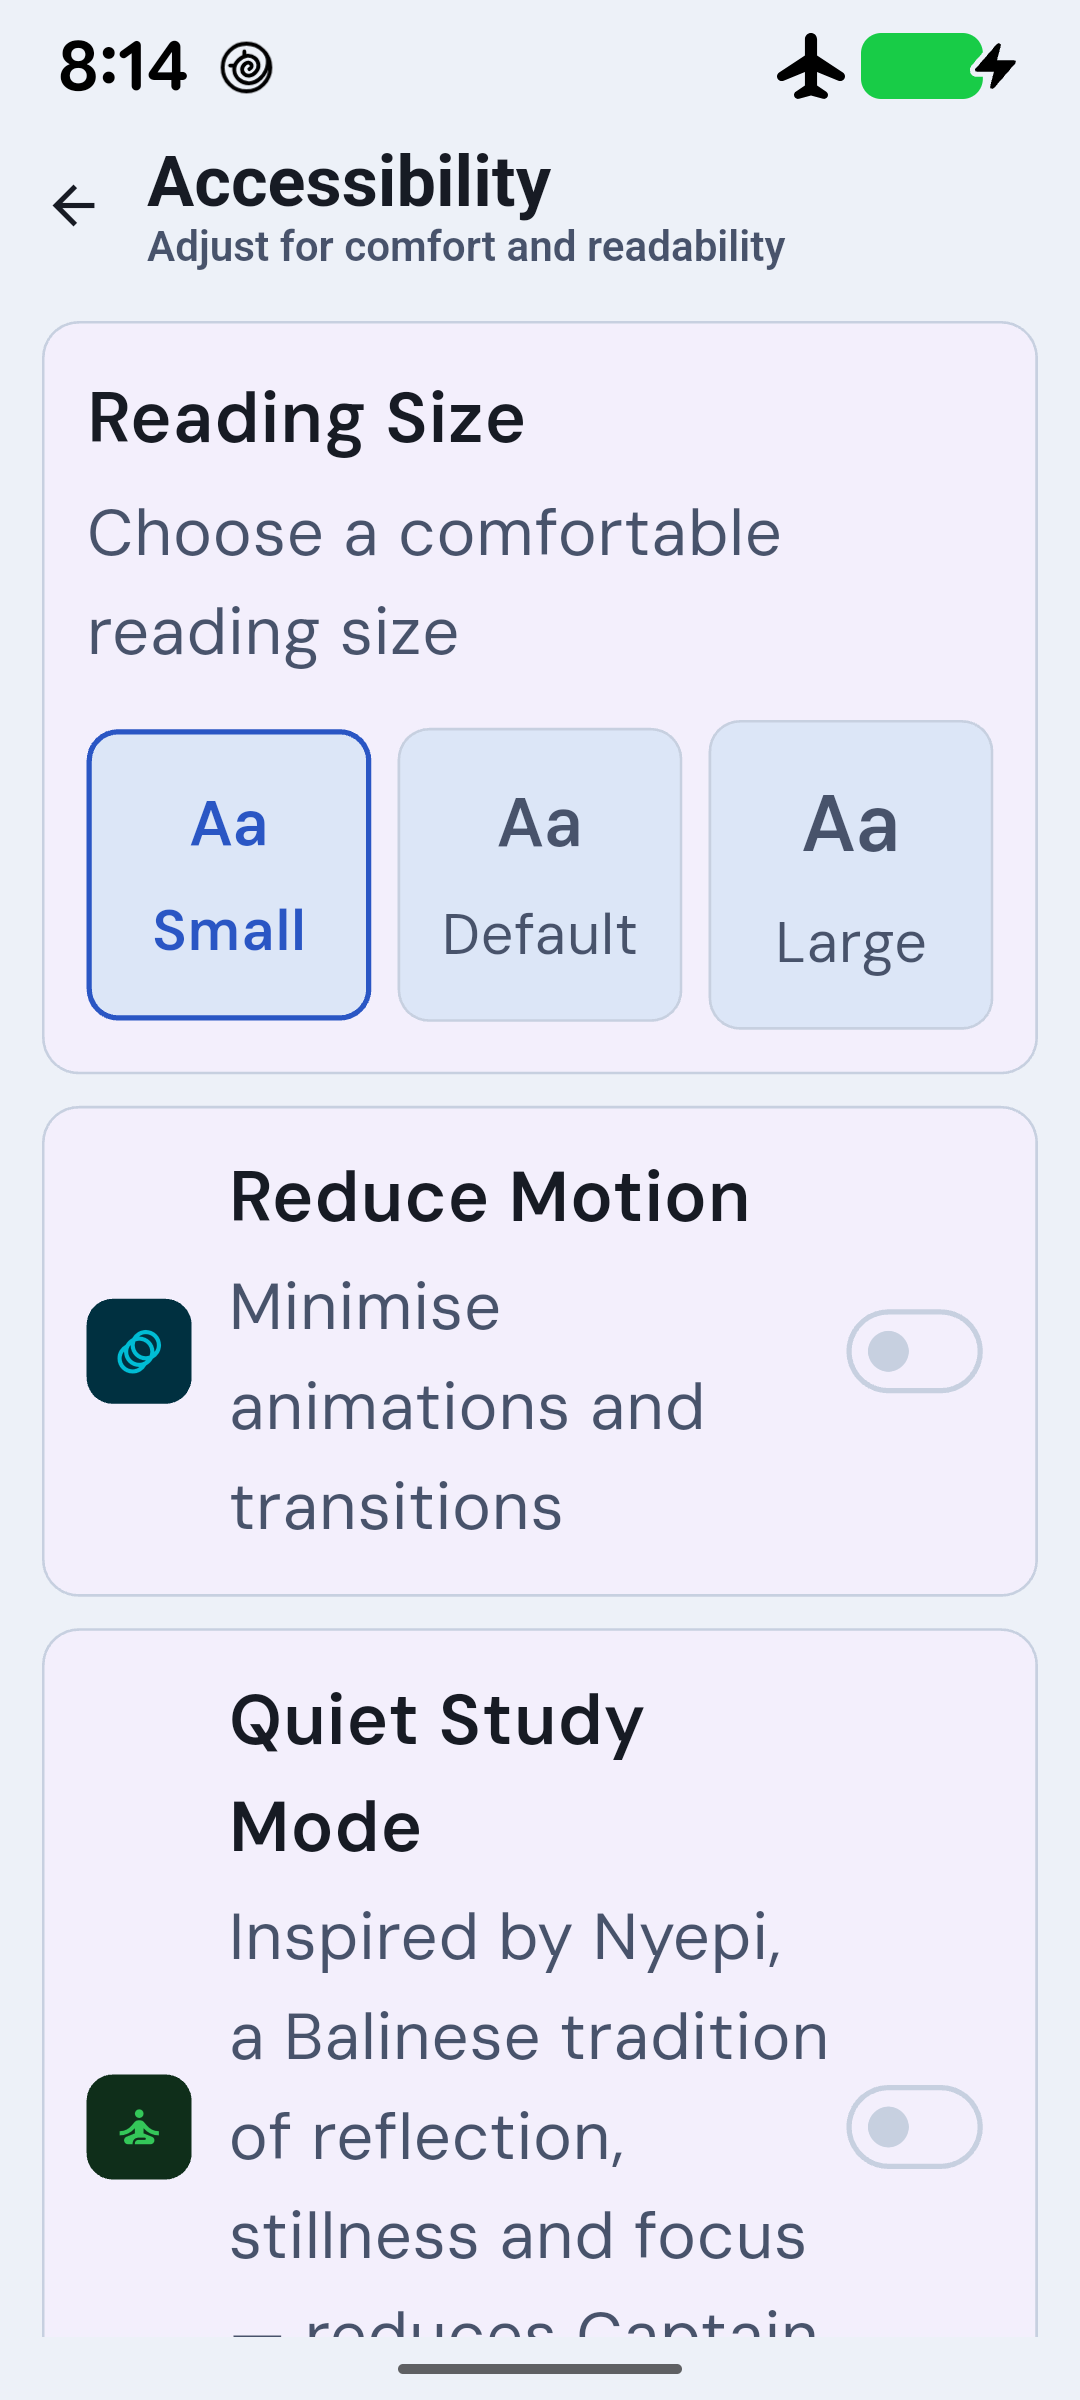 8:14
Accessibility
Adjust for comfort and readability
Reading Size
Choose a comfortable
reading size
Aa
Small
Aa
Default
Aa
Large
Reduce Motion
Minimise
animations and
transitions
Quiet Study
Mode
Inspired by Nyepi,
a Balinese tradition
of reflection,
stillness and focus
— reduces Captain